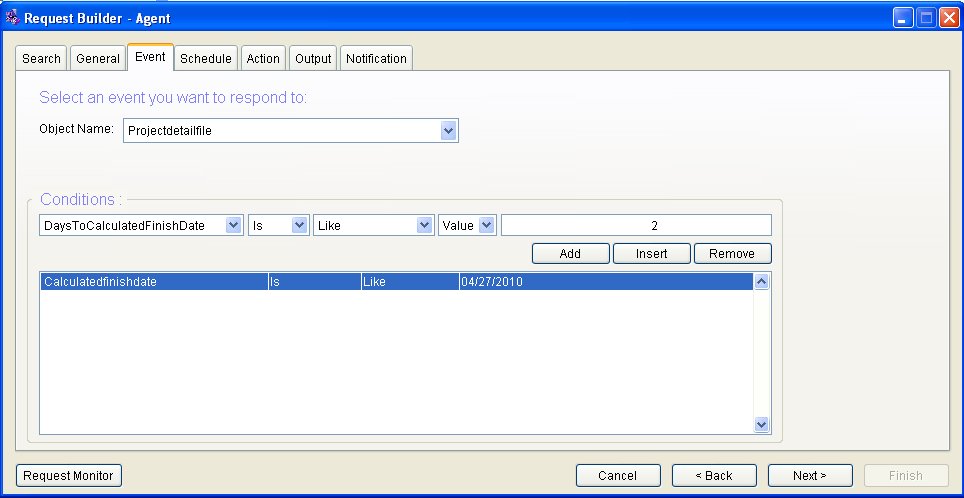 Request Builder - Agent
Search General Event Schedule Action Output Notification
Select an event you want to respond to:
Object Name: Projectdetailfile
Conditions :
DaysToCalculatedFinishDate Is Like Value 2
Add Insert Remove
Calculatedfinishdate Is Like 04/27/2010
Request Monitor Cancel < Back Next > Finish